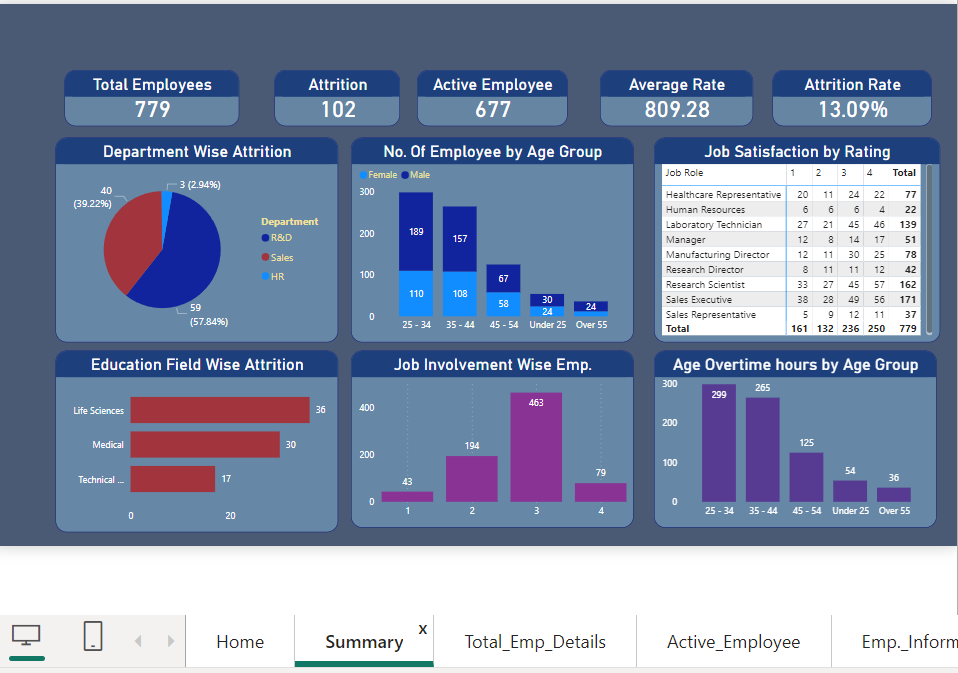 Total Employees
779
Attrition
102
Active Employee
677
Average Rate
809.28
Attrition Rate
13.09%
Department Wise Attrition
3 (2.94%)
40
(39.22%)
59
(57.84%)
Department
R&D
Sales
HR
No. Of Employee by Age Group
Female Male
300
200
100
0
189
110
157
108
67
58
30
24
24
25 - 34 35 - 44 45 - 54 Under 25 Over 55
Job Satisfaction by Rating
Job Role 1 2 3 4 Total
Healthcare Representative 20 11 24 22 77
Human Resources 6 6 6 4 22
Laboratory Technician 27 21 45 46 139
Manager 12 8 14 17 51
Manufacturing Director 12 11 30 25 78
Research Director 8 11 11 12 42
Research Scientist 33 27 45 57 162
Sales Executive 38 28 49 56 171
Sales Representative 5 9 12 11 37
Total 161 132 236 250 779
Education Field Wise Attrition
Life Sciences 36
Medical 30
Technical ... 17
0 20
Job Involvement Wise Emp.
400
200
0
43
194
463
79
1 2 3 4
Age Overtime hours by Age Group
300
200
100
0
299
265
125
54
36
25 - 34 35 - 44 45 - 54 Under 25 Over 55
Home Summary X Total_Emp_Details Active_Employee Emp._Inform